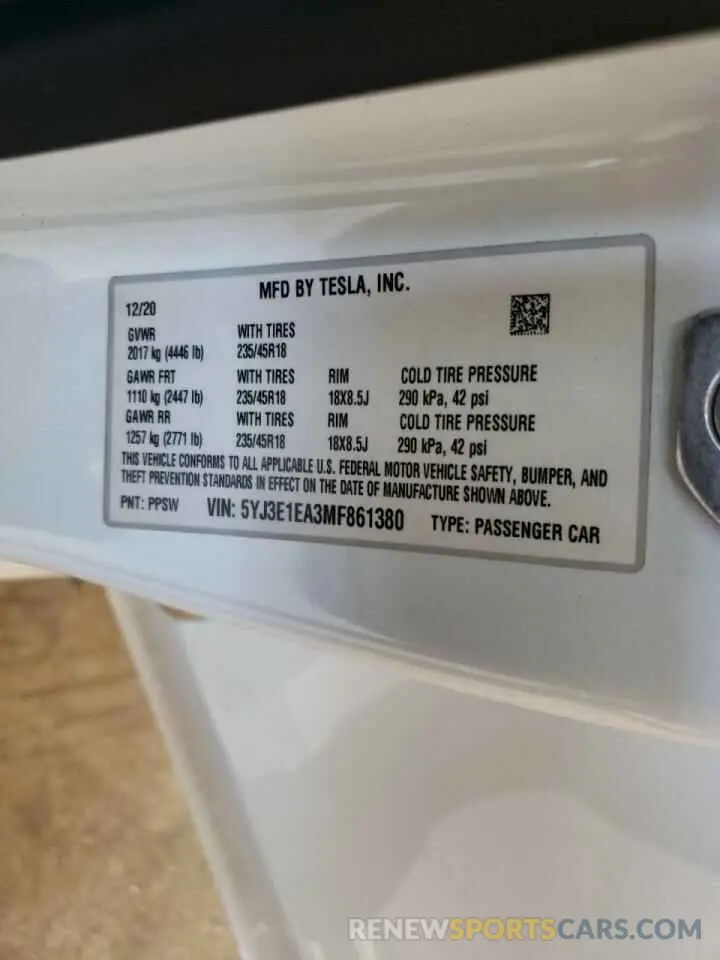 MFD BY TESLA, INC.
12/20
GVWR WITH TIRES
2017 kg (4446 lb) 235/45R18
GAWR FRT WITH TIRES RIM COLD TIRE PRESSURE
1110 kg (2447 lb) 235/45R18 18X8.5J 290 kPa, 42 psi
GAWR RR WITH TIRES RIM COLD TIRE PRESSURE
1257 kg (2771 lb) 235/45R18 18X8.5J 290 kPa, 42 psi
THIS VEHICLE CONFORMS TO ALL APPLICABLE U.S. FEDERAL MOTOR VEHICLE SAFETY, BUMPER, AND
THEFT PREVENTION STANDARDS IN EFFECT ON THE DATE OF MANUFACTURE SHOWN ABOVE.
PNT: PPSW VIN: 5YJ3E1EA3MF861380 TYPE: PASSENGER CAR
RENEWSPORTSCARS.COM